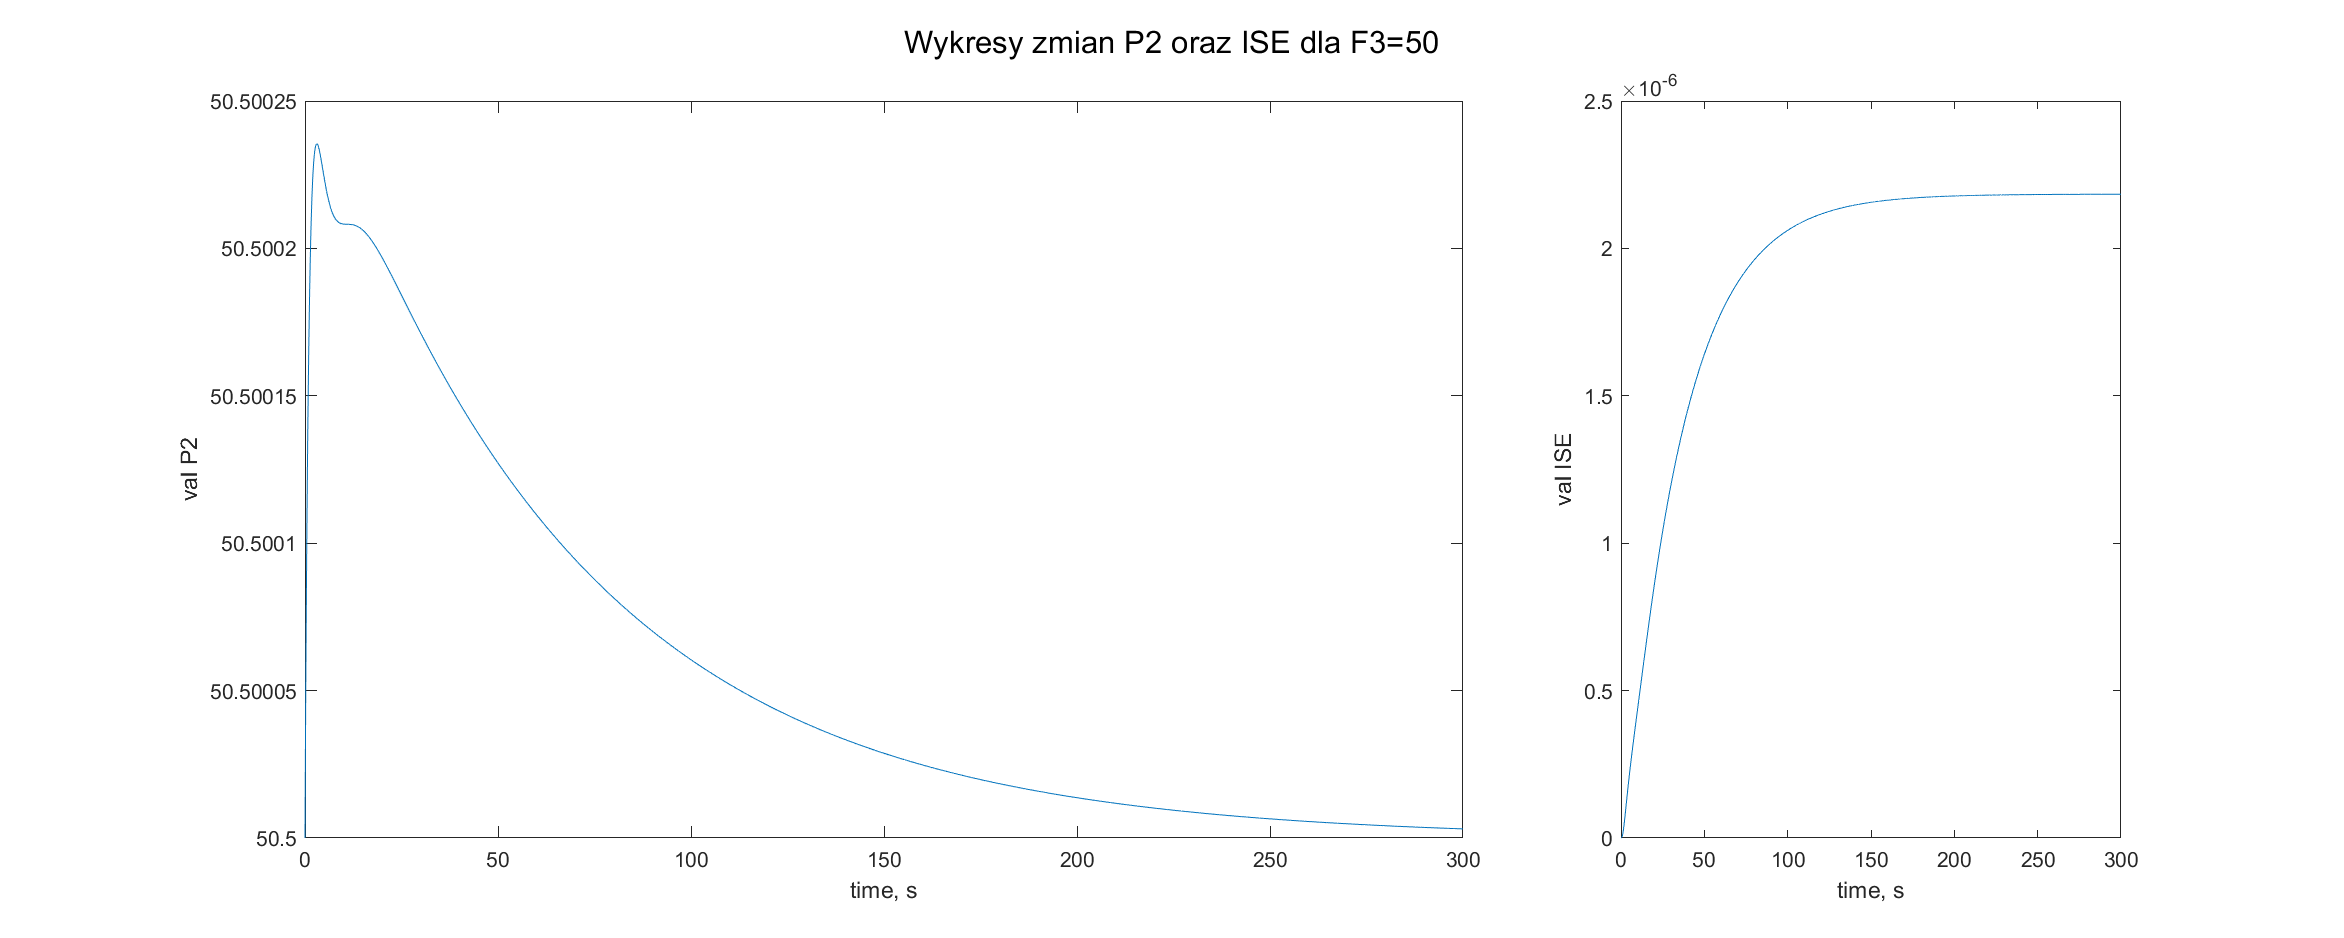 Wykresy zmian P2 oraz ISE dla F3=50
50.50025
50.5002
50.50015
50.5001
50.50005
50.5
val P2
0 50 100 150 200 250 300
time, s
×10-6
2.5
2
1.5
1
0.5
0
val ISE
0 50 100 150 200 250 300
time, s